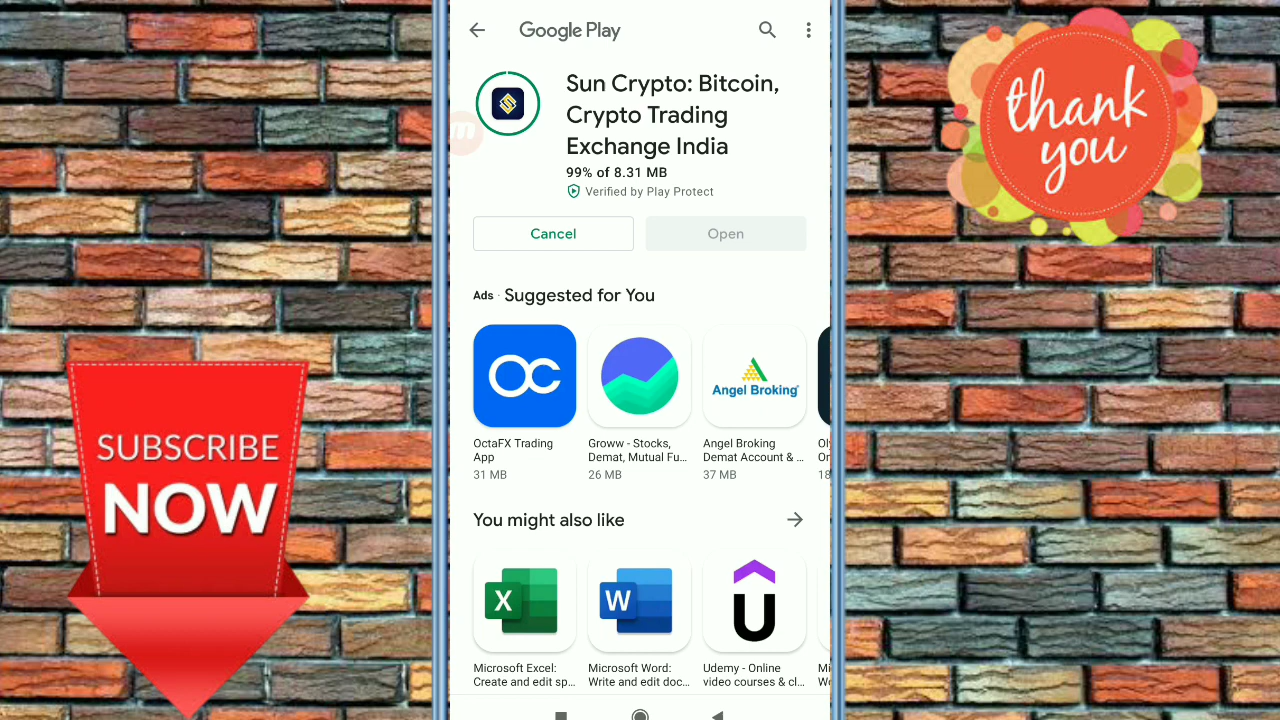 Google Play
Sun Crypto: Bitcoin,
Crypto Trading
Exchange India
99% of 8.31 MB
Verified by Play Protect
Cancel
Open
Ads · Suggested for You
OC
Angel Broking
OctaFX Trading
App
31 MB
Groww - Stocks,
Demat, Mutual Fu...
26 MB
Angel Broking
Demat Account & ...
37 MB
You might also like
X
W
U
Microsoft Excel:
Create and edit sp...
Microsoft Word:
Write and edit doc...
Udemy - Online
video courses & cl...
SUBSCRIBE
NOW
thank
you